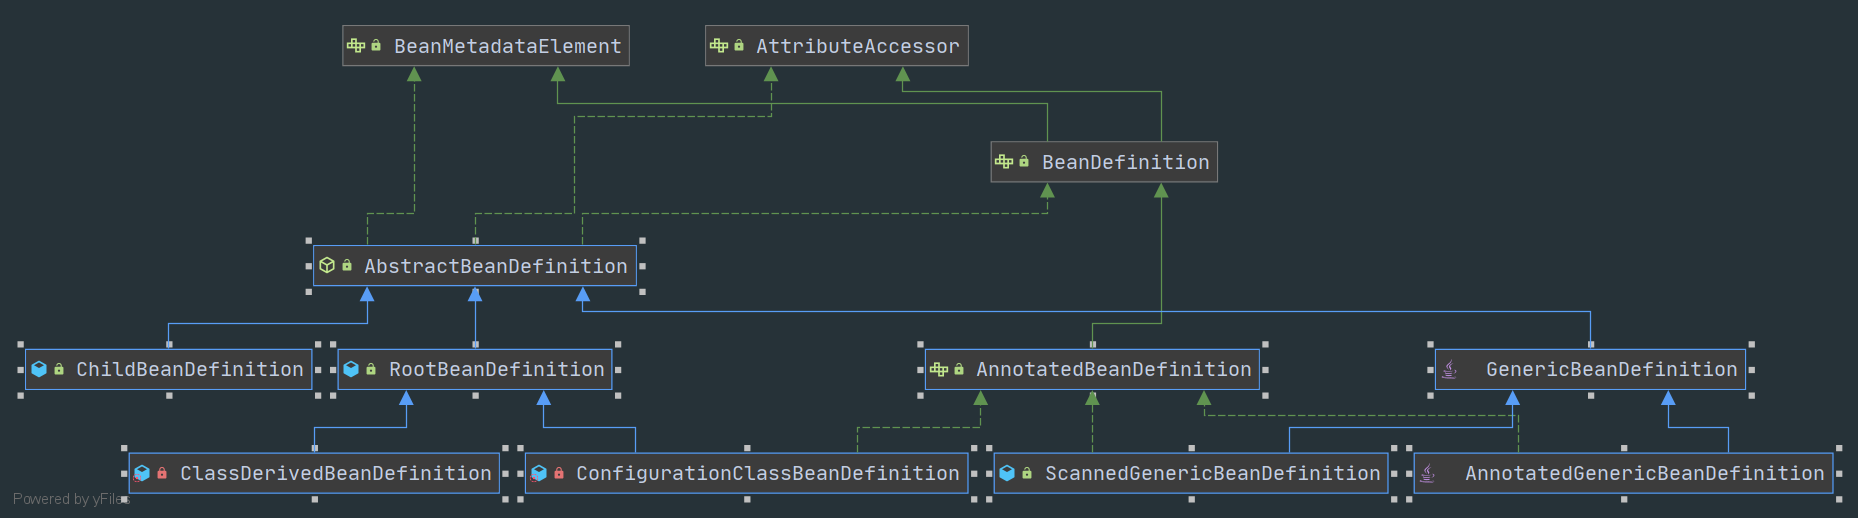 BeanMetadataElement
AttributeAccessor
BeanDefinition
AbstractBeanDefinition
ChildBeanDefinition
RootBeanDefinition
AnnotatedBeanDefinition
GenericBeanDefinition
ClassDerivedBeanDefinition
ConfigurationClassBeanDefinition
ScannedGenericBeanDefinition
AnnotatedGenericBeanDefinition
Powered by yFiles